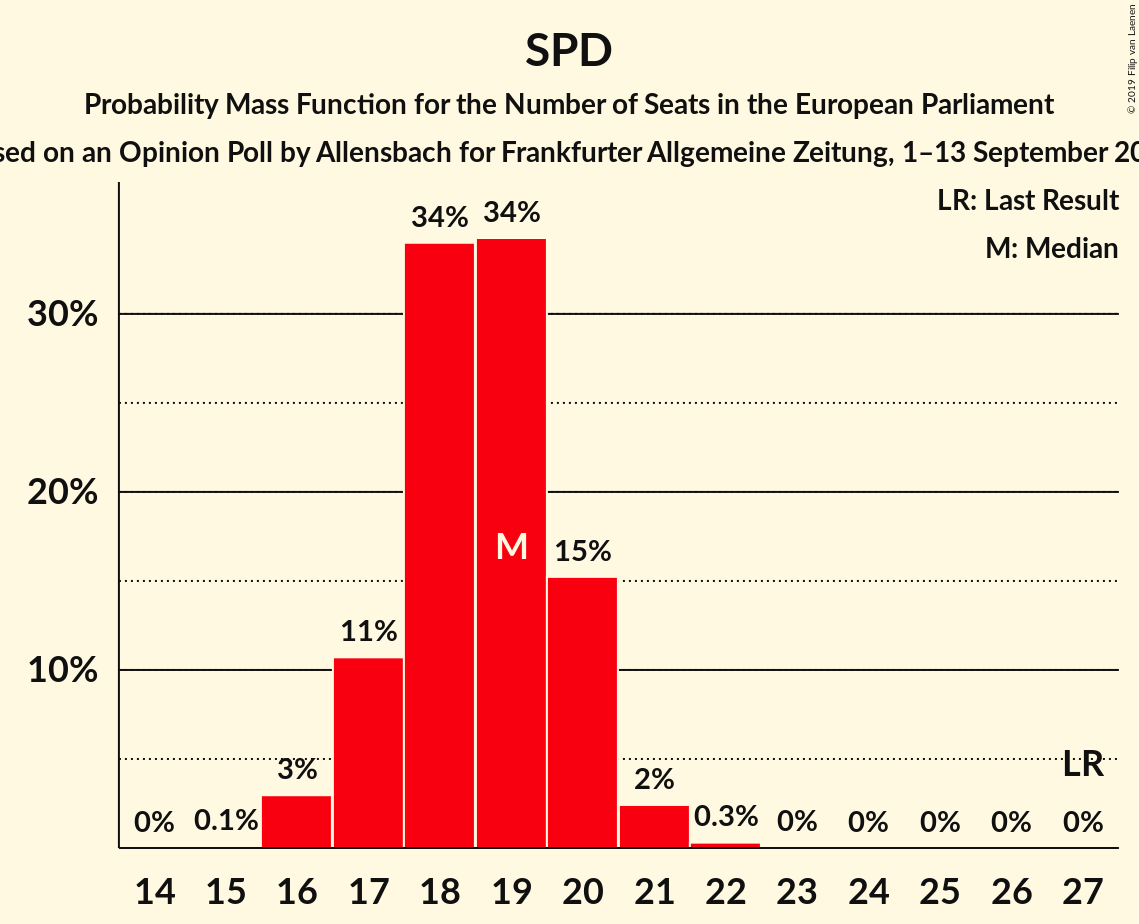 SPD
Probability Mass Function for the Number of Seats in the European Parliament
sed on an Opinion Poll by Allensbach for Frankfurter Allgemeine Zeitung, 1–13 September 20
© 2019 Filip van Laenen
LR: Last Result
M: Median
34% 34%
30%
20%
M
15%
11%
10%
LR
3% 2%
0% 0.1% 0.3% 0% 0% 0% 0% 0%
14 15 16 17 18 19 20 21 22 23 24 25 26 27